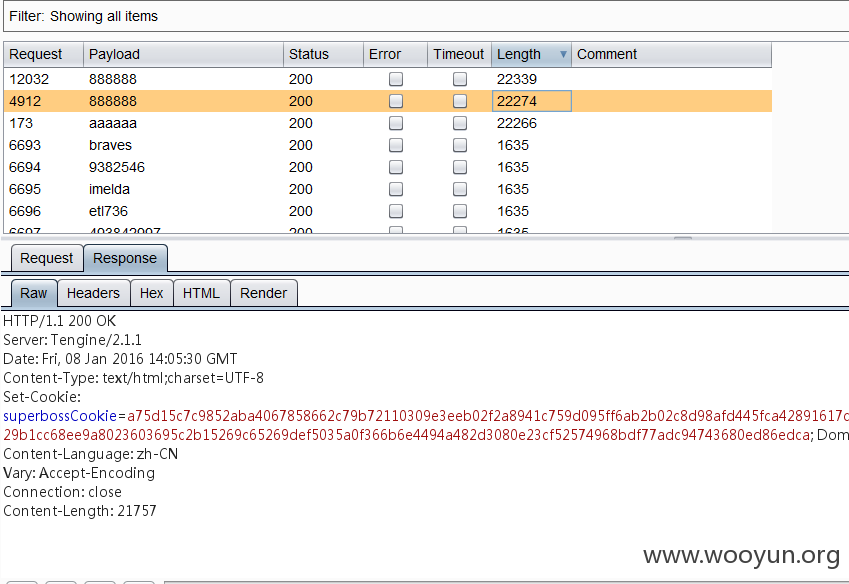 Filter: Showing all items
Request Payload Status Error Timeout Length Comment
12032 888888 200 22339
4912 888888 200 22274
173 aaaaaa 200 22266
6693 braves 200 1635
6694 9382546 200 1635
6695 imelda 200 1635
6696 etl736 200 1635
6697 403842097 200 1635
Request Response
Raw Headers Hex HTML Render
HTTP/1.1 200 OK
Server: Tengine/2.1.1
Date: Fri, 08 Jan 2016 14:05:30 GMT
Content-Type: text/html;charset=UTF-8
Set-Cookie:
superbossCookie=a75d15c7c9852aba4067858662c79b72110309e3eeb02f2a8941c759d095ff6ab2b02c8d98afd445fca42891617c
29b1cc68ee9a8023603695c2b15269c65269def5035a0f366b6e4494a482d3080e23cf52574968bdf77adc94743680ed86edca; Dom
Content-Language: zh-CN
Vary: Accept-Encoding
Connection: close
Content-Length: 21757
www.wooyun.org